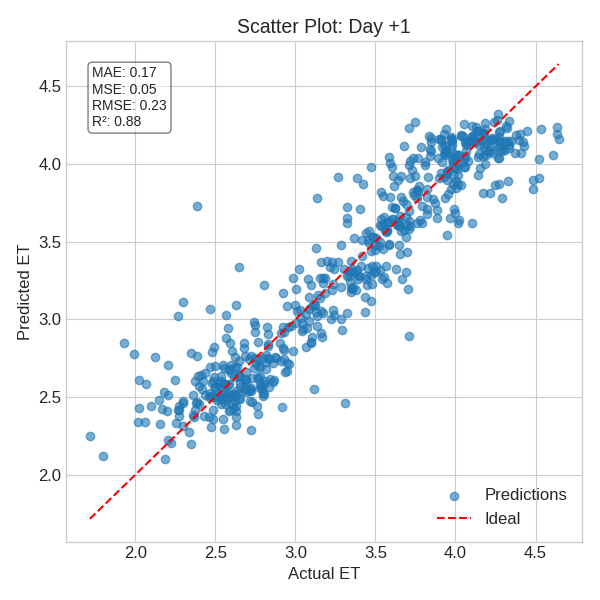 Scatter Plot: Day +1
MAE: 0.17
MSE: 0.05
RMSE: 0.23
R²: 0.88
Predicted ET
4.5
4.0
3.5
3.0
2.5
2.0
Predictions
Ideal
2.0 2.5 3.0 3.5 4.0 4.5
Actual ET